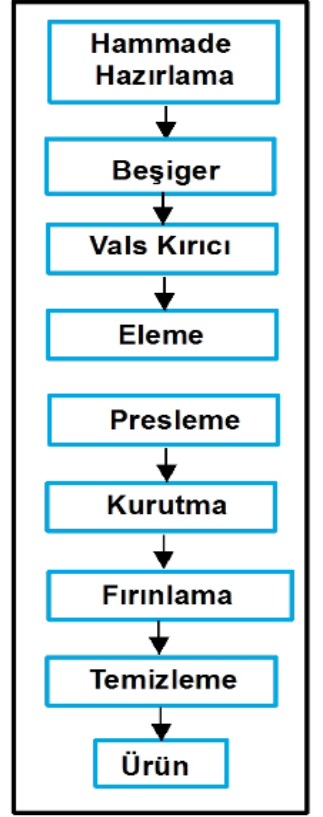 Hammade
Hazırlama
Beşiger
Vals Kırıcı
Eleme
Presleme
Kurutma
Fırınlama
Temizleme
Ürün